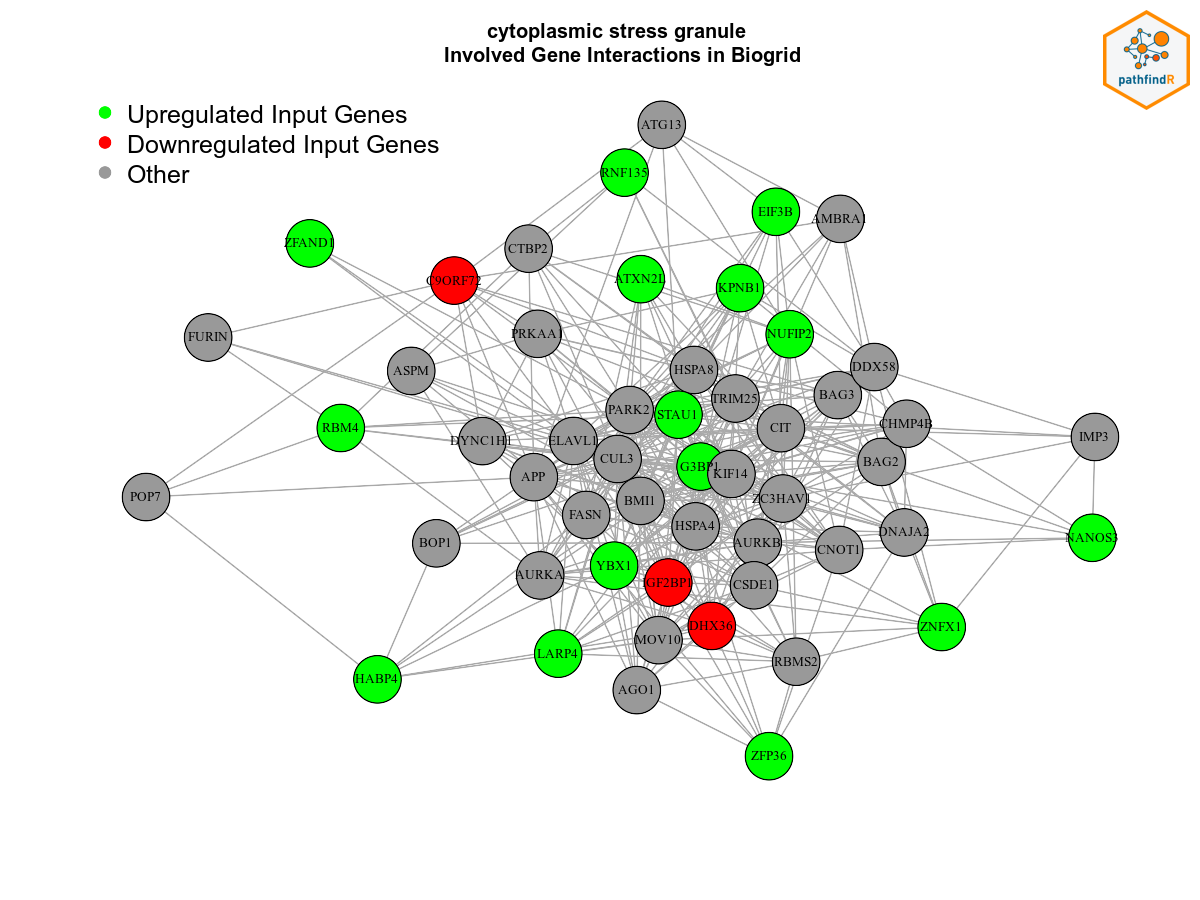 cytoplasmic stress granule
Involved Gene Interactions in Biogrid
pathfindR
Upregulated Input Genes
Downregulated Input Genes
Other
ATG13
RNF135
EIF3B
AMBRA1
ZFAND1
CTBP2
C9ORF72
ATXN2L
KPNB1
FURIN
PRKAA1
NUFIP2
ASPM
HSPA8
DDX58
PARK2
TRIM25
BAG3
STAU1
RBM4
CIT
CHMP4B
IMP3
DYNC1H1
ELAVL1
CUL3
G3BP1
KIF14
BAG2
APP
POP7
BMI1
ZC3HAV1
FASN
HSPA4
BOP1
AURKB
CNOT1
DNAJA2
NANOS3
AURKA
YBX1
IGF2BP1
CSDE1
LARP4
MOV10
DHX36
ZNFX1
RBMS2
HABP4
AGO1
ZFP36